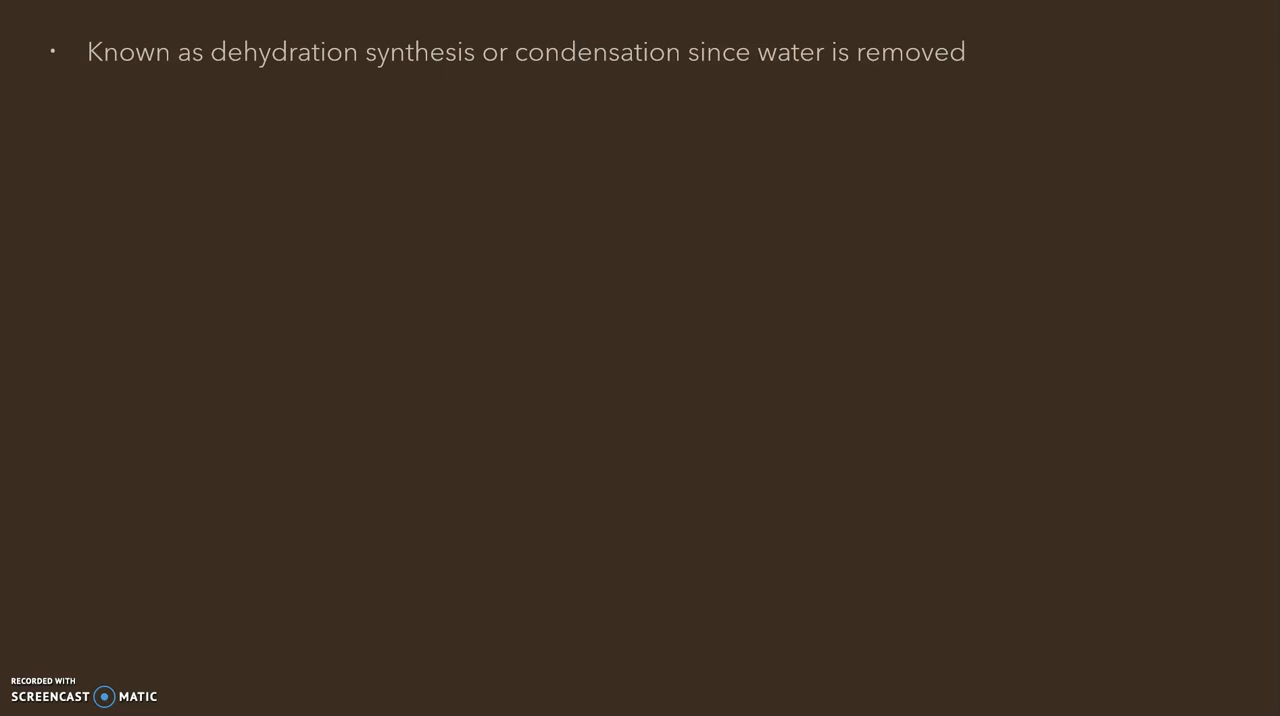 • Known as dehydration synthesis or condensation since water is removed
RECORDED WITH
SCREENCAST MATIC